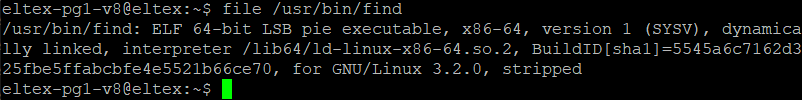 eltex-pg1-v8@eltex:~$ file /usr/bin/find
/usr/bin/find: ELF 64-bit LSB pie executable, x86-64, version 1 (SYSV), dynamica
lly linked, interpreter /lib64/ld-linux-x86-64.so.2, BuildID[sha1]=5545a6c7162d3
25fbe5ffabcbfe4e5521b66ce70, for GNU/Linux 3.2.0, stripped
eltex-pg1-v8@eltex:~$